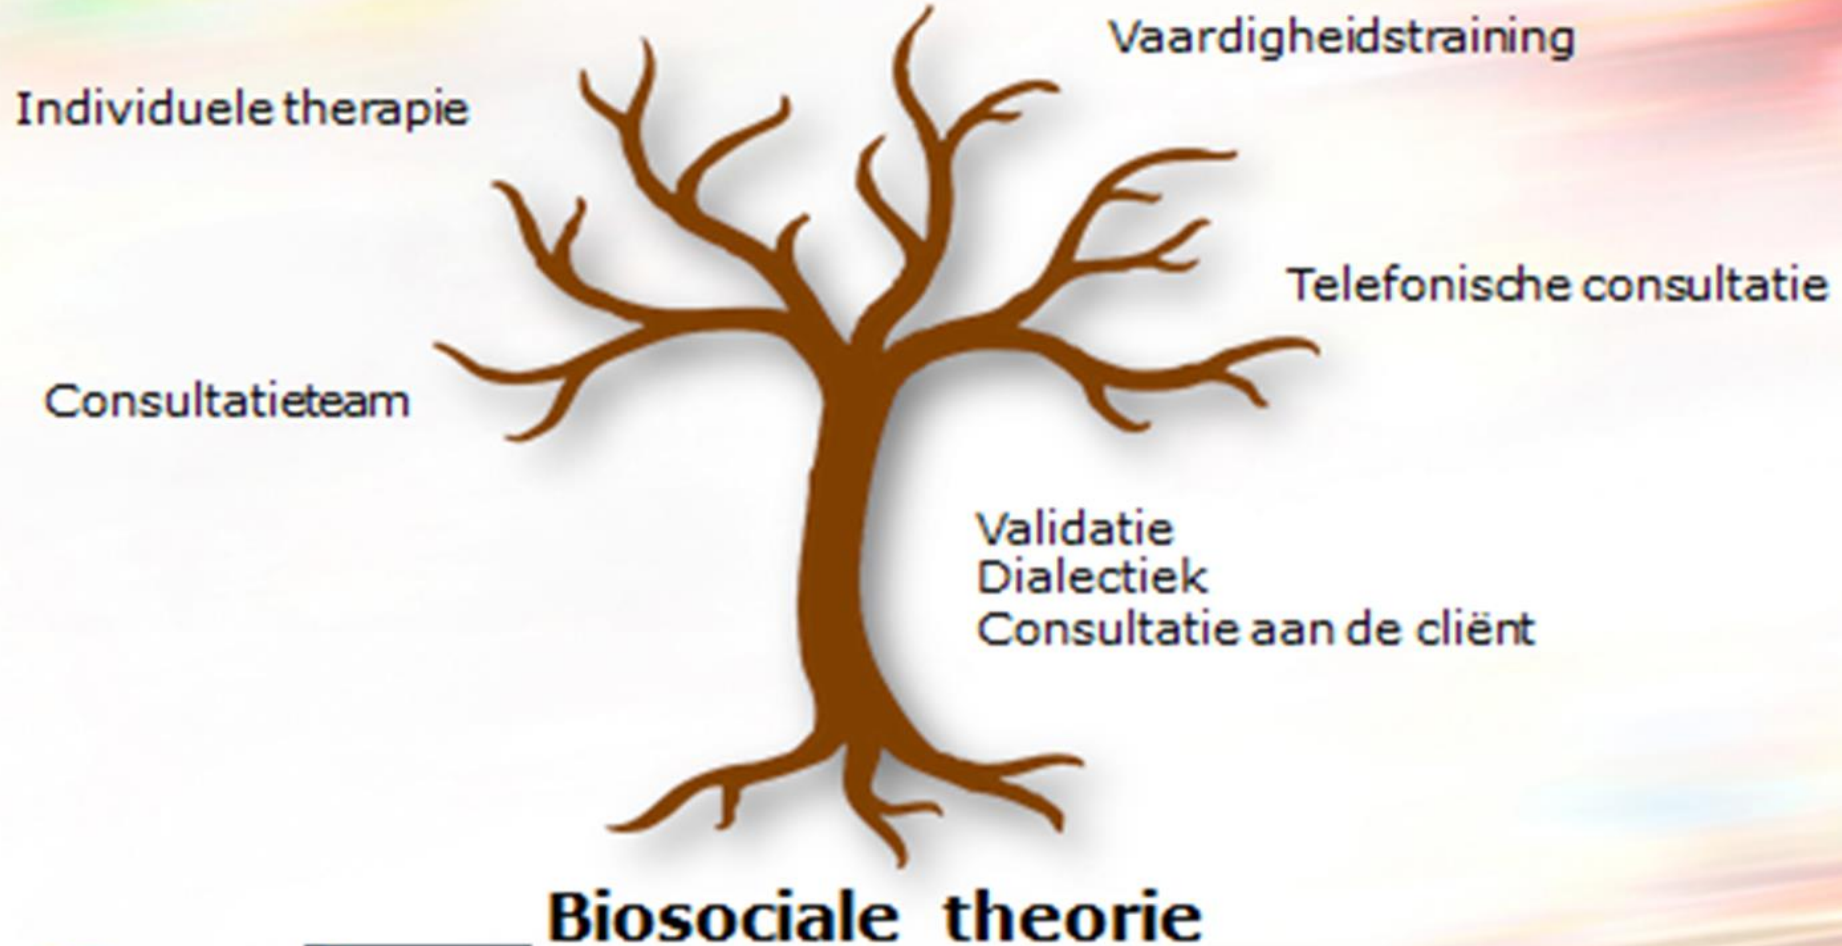 Vaardigheidstraining
Individuele therapie
Telefonische consultatie
Consultatieteam
Validatie
Dialectiek
Consultatie aan de cliënt
Biosociale theorie